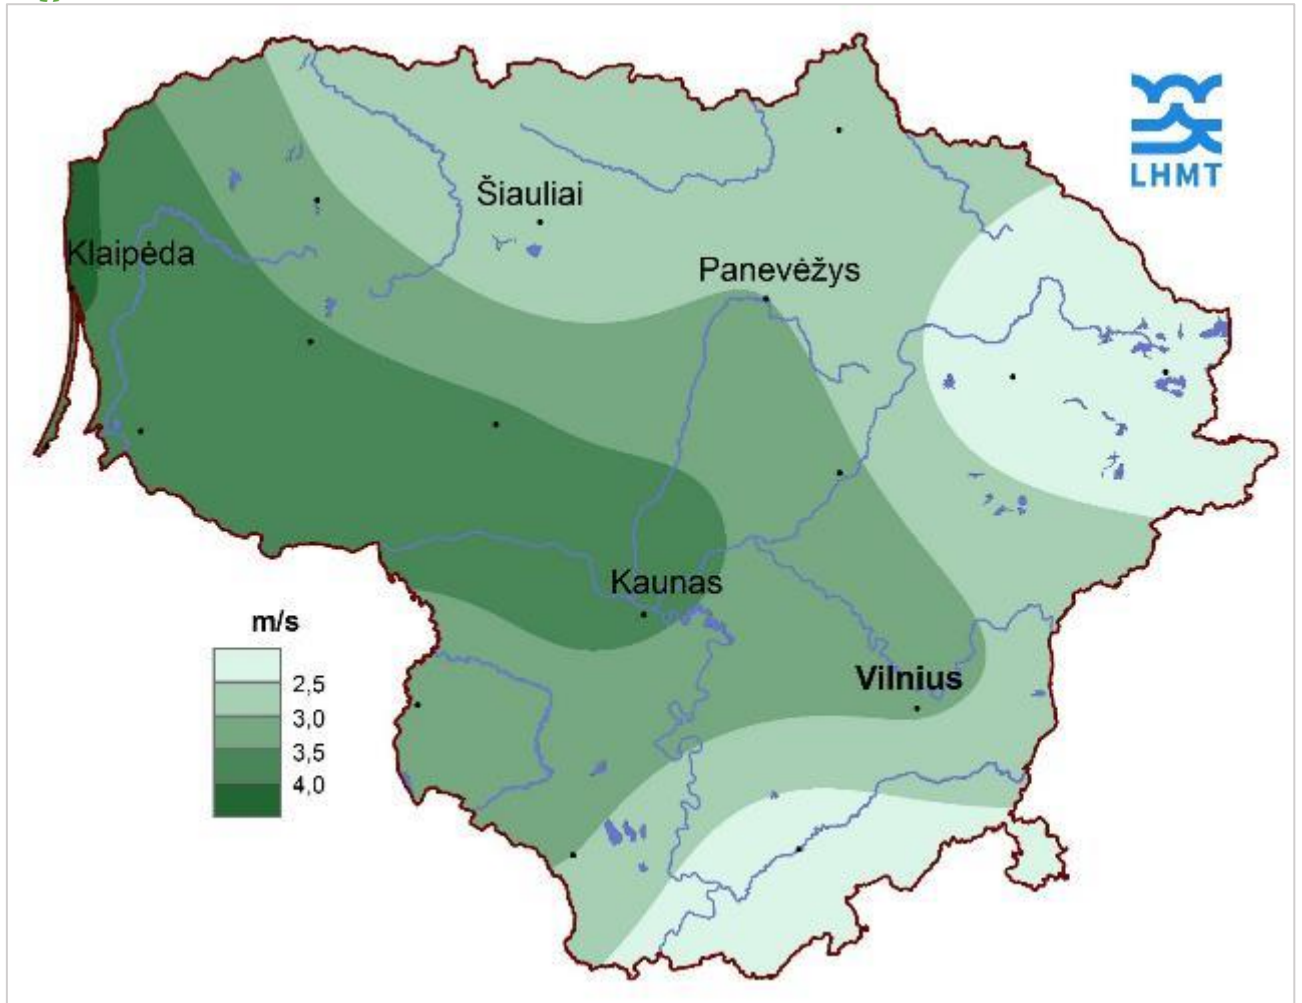 LHMT
Šiauliai
Klaipėda
Panevėžys
Kaunas
m/s
2,5
3,0
3,5
4,0
Vilnius